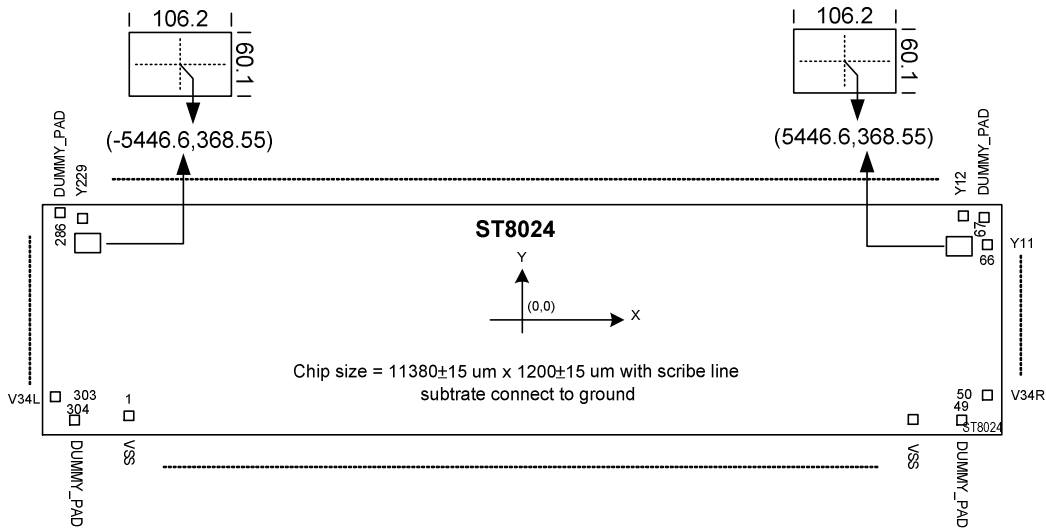 106.2
60.1
(-5446.6,368.55)
106.2
60.1
(5446.6,368.55)
DUMMY_PAD
Y229
Y12
DUMMY_PAD
286
67
ST8024
Y11
66
Y
(0,0)
X
Chip size = 11380±15 um x 1200±15 um with scribe line
subtrate connect to ground
V34L
303
304
1
50
V34R
49
ST8024
DUMMY_PAD
VSS
VSS
DUMMY_PAD